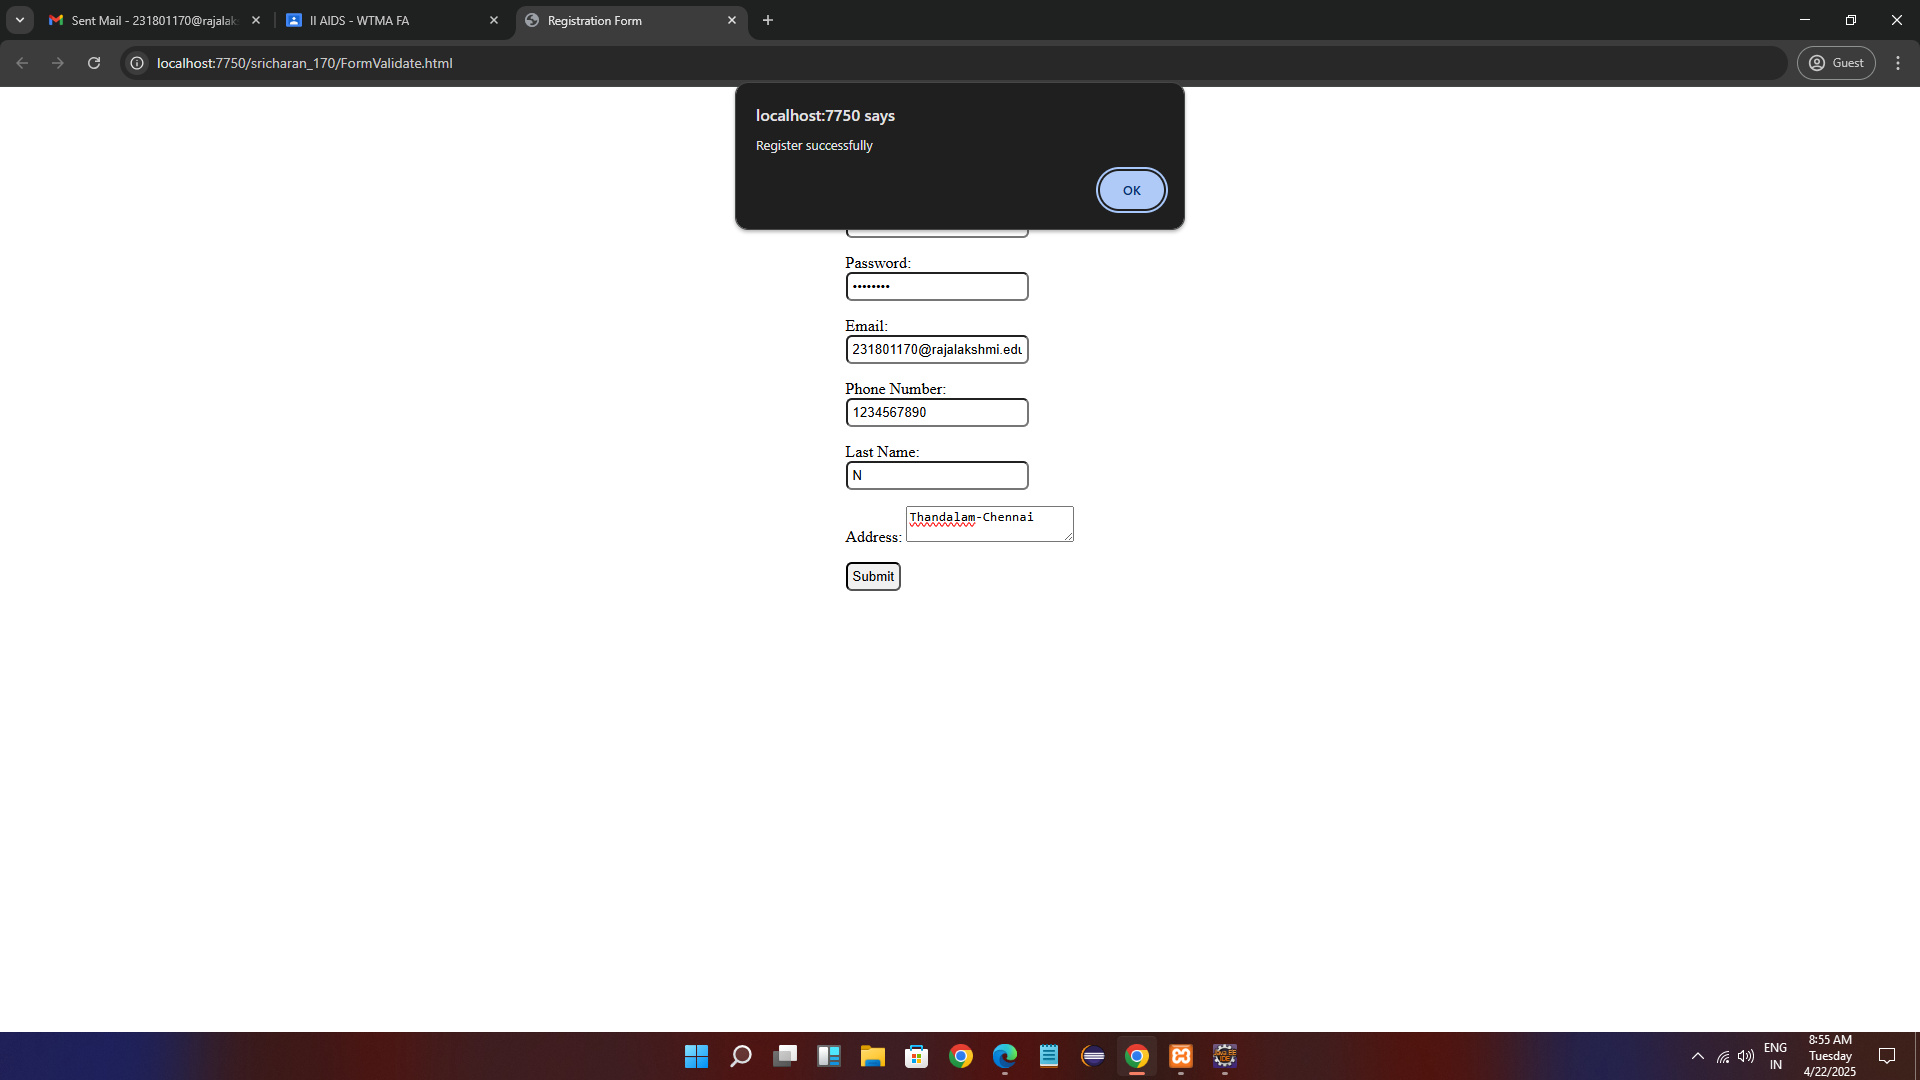 Sent Mail - 231801170@rajalak
II AIDS - WTMA FA
Registration Form
localhost:7750/sricharan_170/FormValidate.html
Guest
localhost:7750 says
Register successfully
OK
Password:
••••••••
Email:
231801170@rajalakshmi.edu
Phone Number:
1234567890
Last Name:
N
Thandalam-Chennai
Address:
Submit
ENG
IN
8:55 AM
Tuesday
4/22/2025